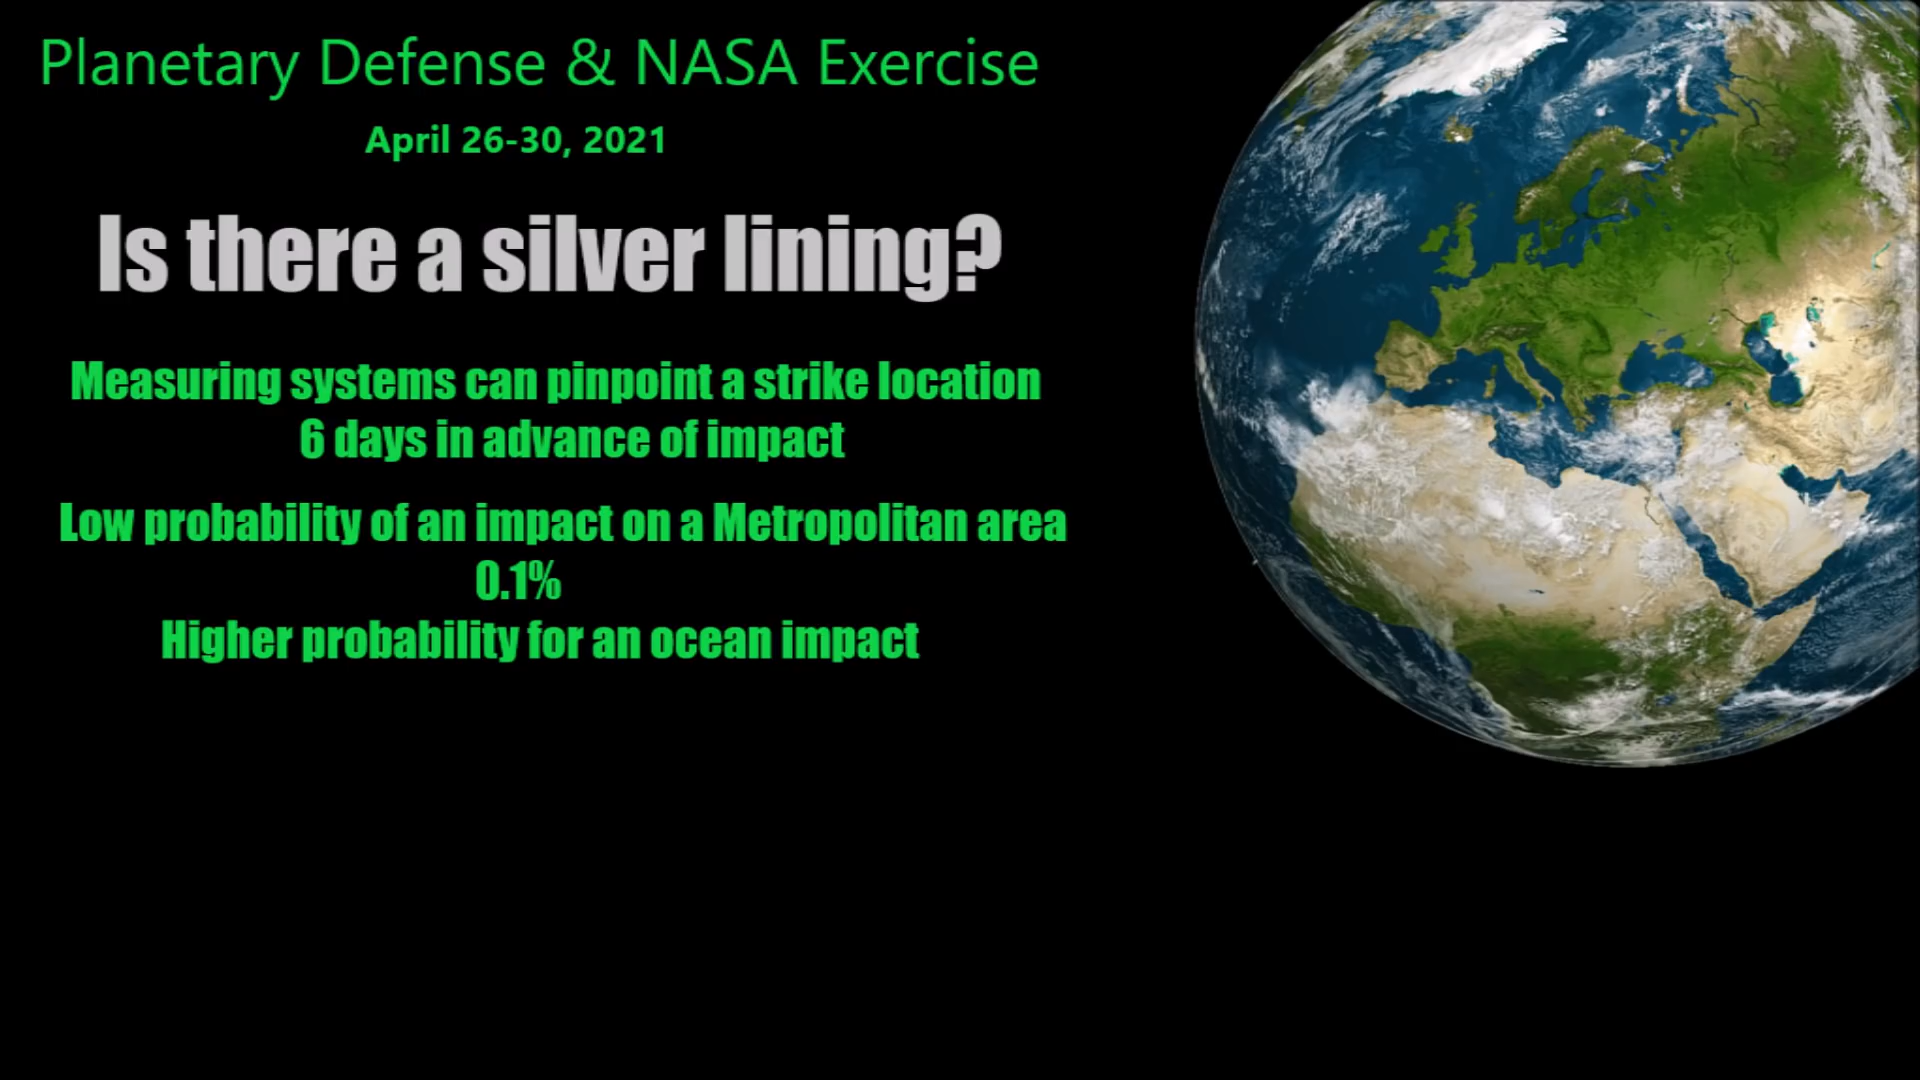 Planetary Defense & NASA Exercise
April 26-30, 2021
Is there a silver lining?
Measuring systems can pinpoint a strike location
6 days in advance of impact
Low probability of an impact on a Metropolitan area
0.1%
Higher probability for an ocean impact